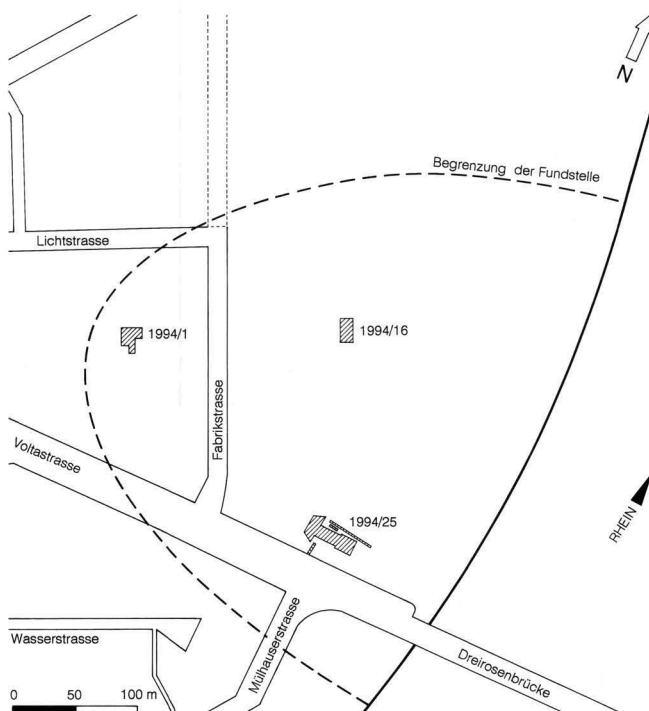 N
Begrenzung der Fundstelle
Lichtstrasse
1994/1
1994/16
Fabrikstrasse
Voltastrasse
1994/25
RHEIN
Mülhauserstrasse
Wasserstrasse
Dreirosenbrücke
0 50 100 m